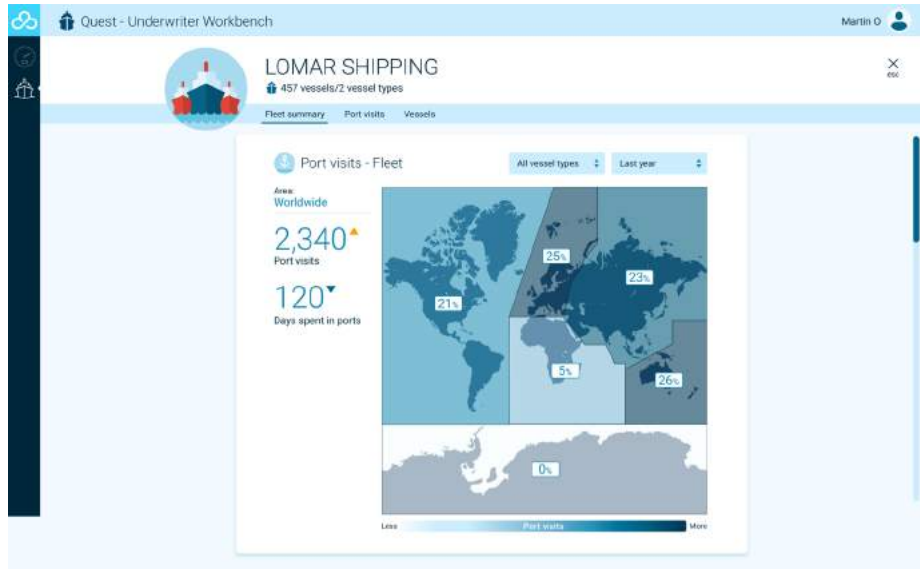 Quest - Underwriter Workbench
Martin O
LOMAR SHIPPING
esc
457 vessels/2 vessel types
Fleet summary Port visits Vessels
Port visits - Fleet
All vessel types
Last year
Area:
Worldwide
2,340
Port visits
120
Days spent in ports
25%
23%
21%
5%
26%
0%
Less
Port visits
More